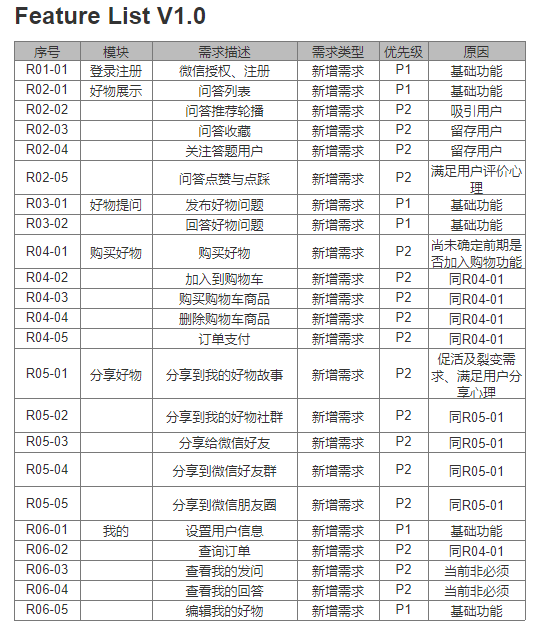 Feature List V1.0
序号 模块 需求描述 需求类型 优先级 原因
R01-01 登录注册 微信授权、注册 新增需求 P1 基础功能
R02-01 好物展示 问答列表 新增需求 P1 基础功能
R02-02 问答推荐轮播 新增需求 P2 吸引用户
R02-03 问答收藏 新增需求 P2 留存用户
R02-04 关注答题用户 新增需求 P2 留存用户
R02-05 问答点赞与点踩 新增需求 P2 满足用户评价心
理
R03-01 好物提问 发布好物问题 新增需求 P1 基础功能
R03-02 回答好物问题 新增需求 P1 基础功能
R04-01 购买好物 购买好物 新增需求 P2 尚未确定前期是
否加入购物功能
R04-02 加入到购物车 新增需求 P2 同R04-01
R04-03 购买购物车商品 新增需求 P2 同R04-01
R04-04 删除购物车商品 新增需求 P2 同R04-01
R04-05 订单支付 新增需求 P2 同R04-01
R05-01 分享好物 分享到我的好物故事 新增需求 P2 促活及裂变需
求、满足用户分
享心理
R05-02 分享到我的好物社群 新增需求 P2 同R05-01
R05-03 分享给微信好友 新增需求 P2 同R05-01
R05-04 分享到微信好友群 新增需求 P2 同R05-01
R05-05 分享到微信朋友圈 新增需求 P2 同R05-01
R06-01 我的 设置用户信息 新增需求 P1 基础功能
R06-02 查询订单 新增需求 P2 同R04-01
R06-03 查看我的发问 新增需求 P2 当前非必须
R06-04 查看我的回答 新增需求 P2 当前非必须
R06-05 编辑我的好物 新增需求 P1 基础功能